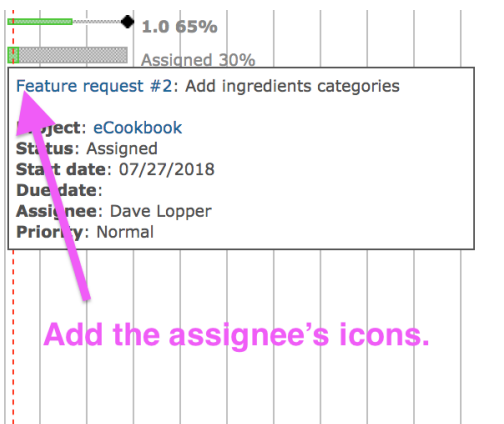 1.0 65%
Assigned 30%
Feature request #2: Add ingredients categories
Project: eCookbook
Status: Assigned
Start date: 07/27/2018
Due date:
Assignee: Dave Lopper
Priority: Normal
Add the assignee’s icons.